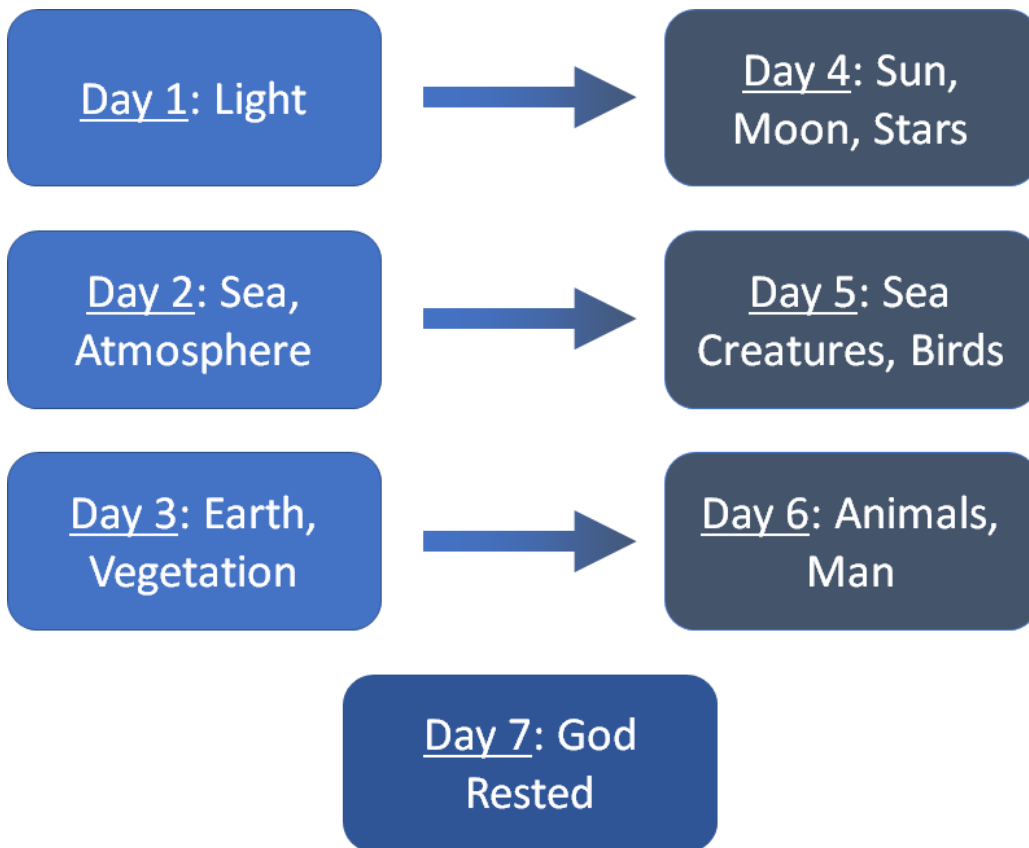 Day 1: Light
Day 4: Sun,
Moon, Stars
Day 2: Sea,
Atmosphere
Day 5: Sea
Creatures, Birds
Day 3: Earth,
Vegetation
Day 6: Animals,
Man
Day 7: God
Rested